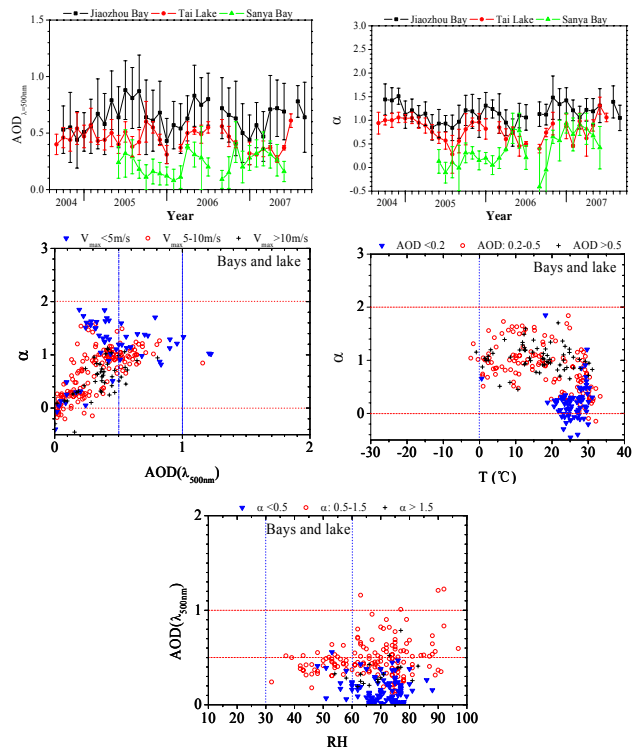 Jiaozhou Bay Tai Lake Sanya Bay
AOD λ=500nm
1.5
1.0
0.5
0.0
2004 2005 2006 2007
Year
Jiaozhou Bay Tai Lake Sanya Bay
α
3.0
2.5
2.0
1.5
1.0
0.5
0.0
-0.5
2004 2005 2006 2007
Year
Vmax<5m/s Vmax5-10m/s Vmax>10m/s
Bays and lake
α
3
2
1
0
0 1 2
AOD(λ500nm)
AOD <0.2 AOD: 0.2-0.5 AOD >0.5
Bays and lake
α
3
2
1
0
-30 -20 -10 0 10 20 30 40
T (℃)
α <0.5 α: 0.5-1.5 α > 1.5
Bays and lake
AOD(λ500nm)
2
1
0
10 20 30 40 50 60 70 80 90 100
RH